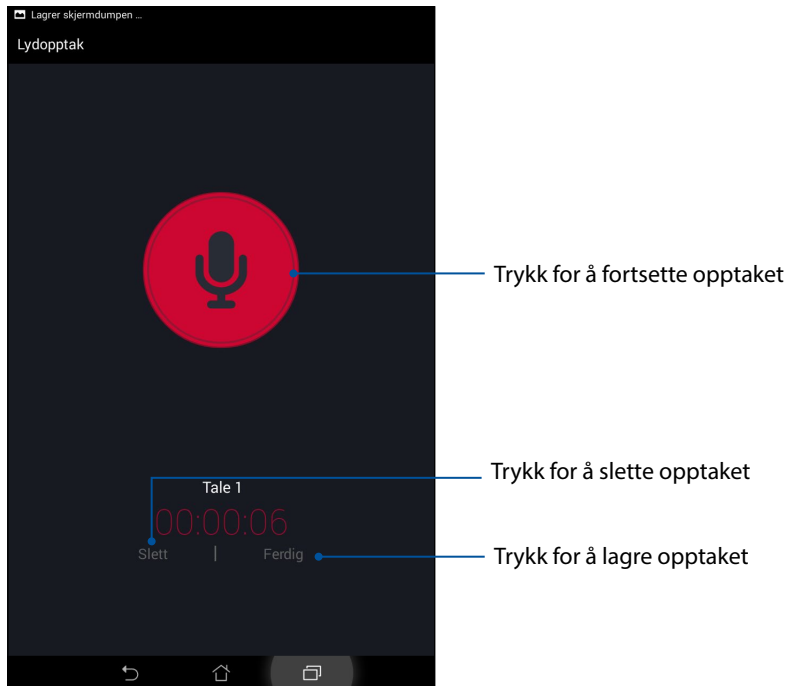 Lagrer skjermdumpen ...
Lydopptak
Trykk for å fortsette opptaket
Trykk for å slette opptaket
Tale 1
00:00:06
Slett | Ferdig
Trykk for å lagre opptaket